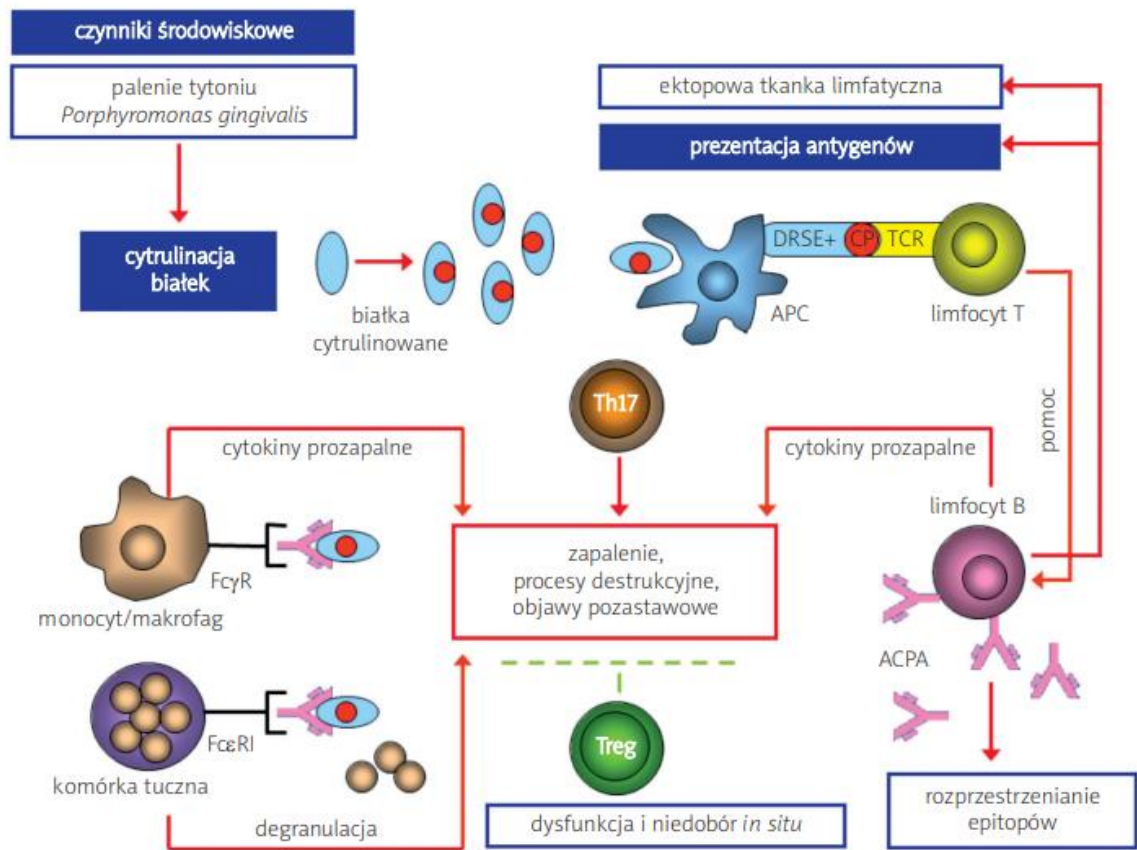 czynniki środowiskowe
palenie tytoniu
Porphyromonas gingivalis
ektopowa tkanka limfatyczna
prezentacja antygenów
cytrulinacja
białek
białka
cytrulinowane
DRSE+
CP
TCR
APC
limfocyt T
Th17
pomoc
cytokiny prozapalne
cytokiny prozapalne
limfocyt B
FcγR
monocyt/makrofag
zapalenie,
procesy destrukcyjne,
objawy pozastawowe
ACPA
FcεRI
komórka tuczna
degranulacja
Treg
dysfunkcja i niedobór in situ
rozprzestrzenianie
epitopów